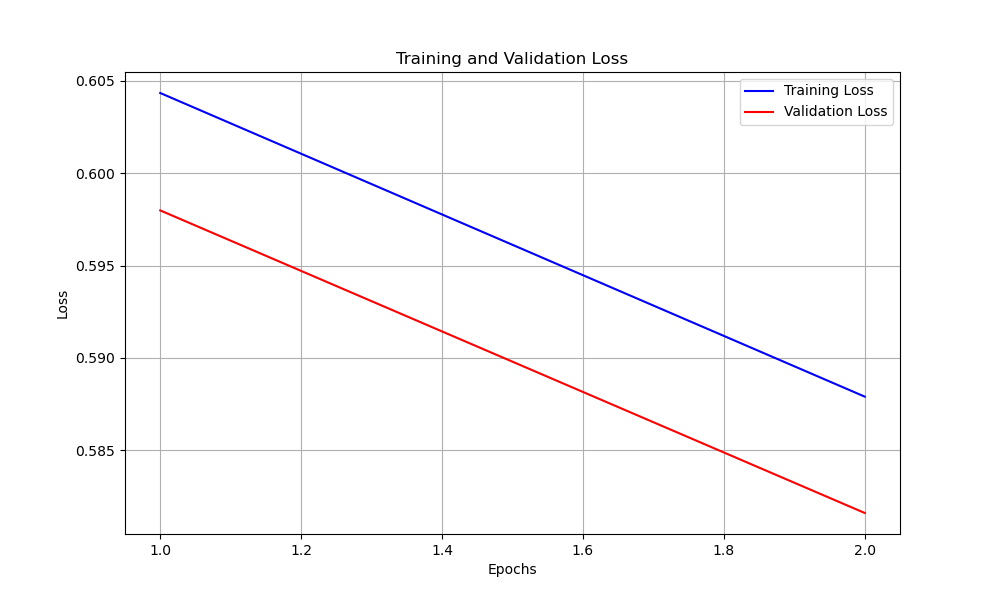 Training and Validation Loss
Training Loss
Validation Loss
0.605
0.600
0.595
0.590
0.585
Loss
1.0 1.2 1.4 1.6 1.8 2.0
Epochs